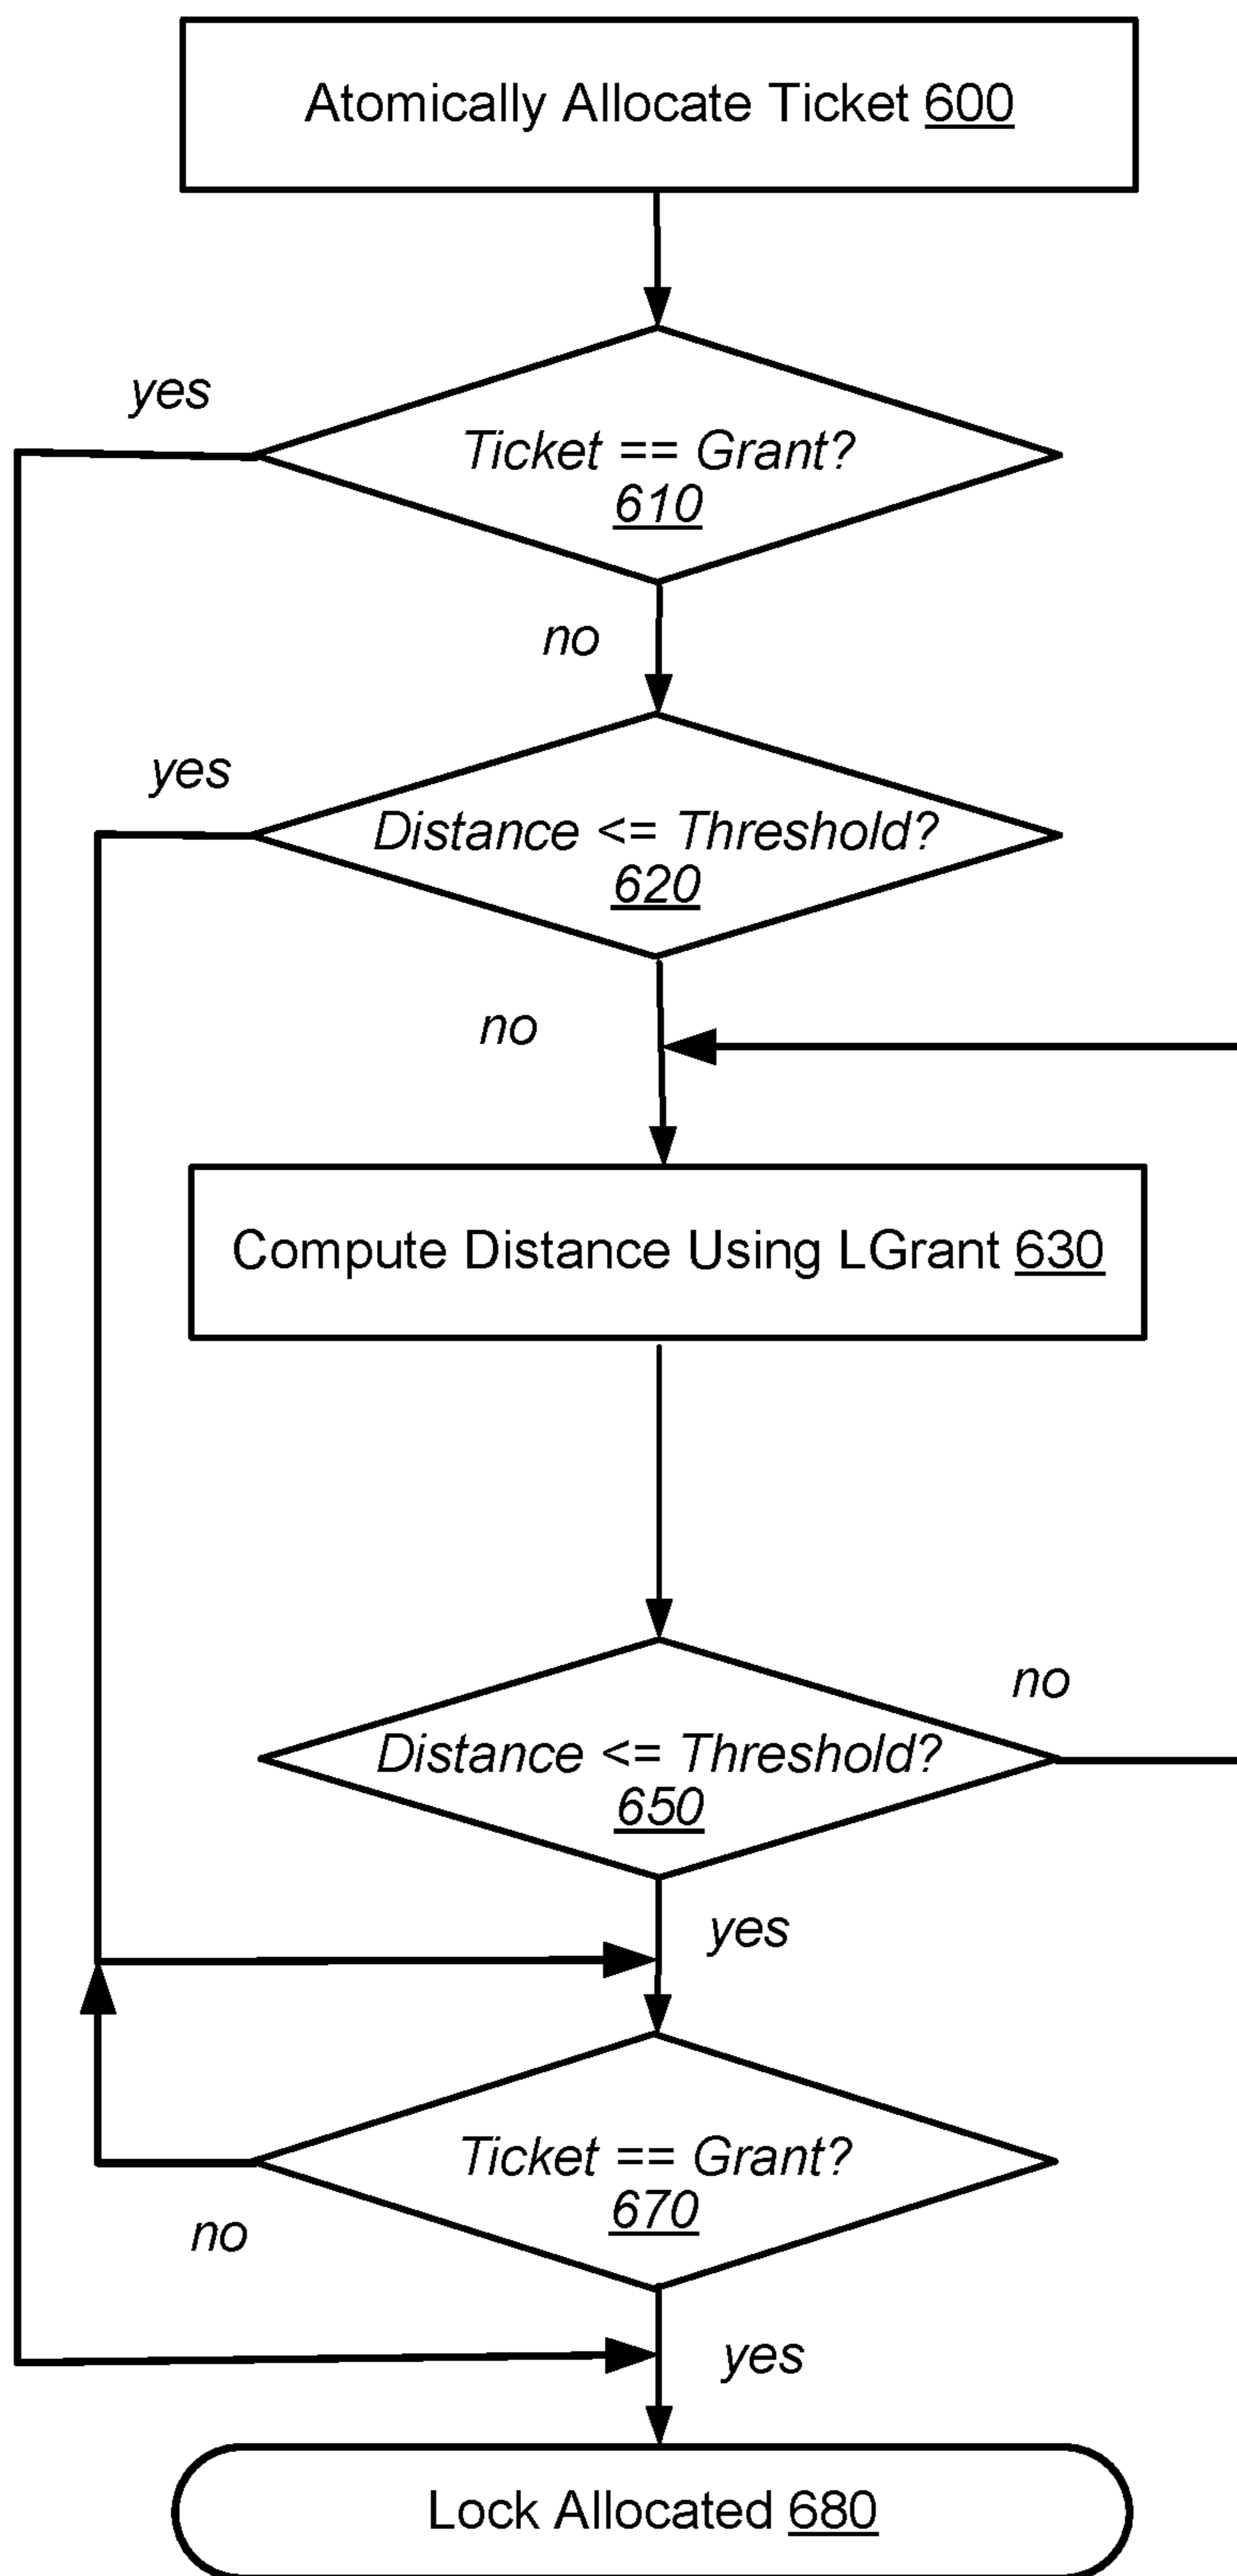 Atomically Allocate Ticket 600
yes
Ticket == Grant?
610
no
yes
Distance <= Threshold?
620
no
Compute Distance Using LGrant 630
no
Distance <= Threshold?
650
yes
Ticket == Grant?
670
no
yes
Lock Allocated 680